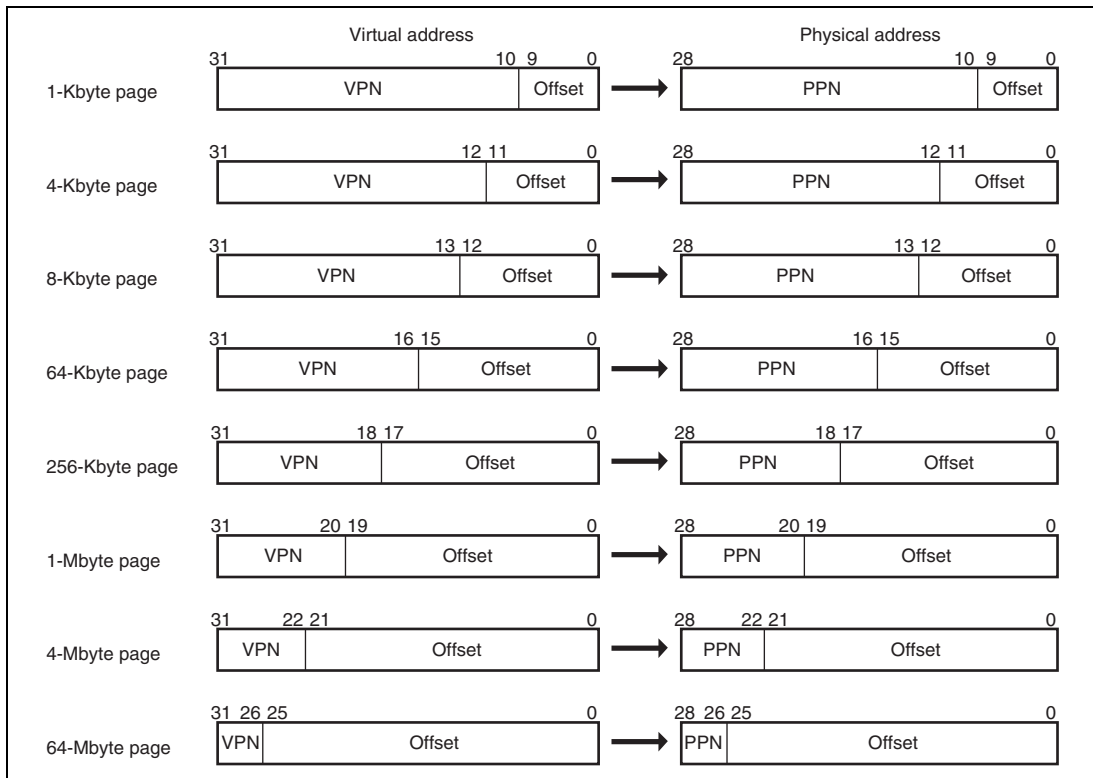 Virtual address Physical address
31 10 9 0 28 10 9 0
1-Kbyte page VPN Offset PPN Offset
31 12 11 0 28 12 11 0
4-Kbyte page VPN Offset PPN Offset
31 13 12 0 28 13 12 0
8-Kbyte page VPN Offset PPN Offset
31 16 15 0 28 16 15 0
64-Kbyte page VPN Offset PPN Offset
31 18 17 0 28 18 17 0
256-Kbyte page VPN Offset PPN Offset
31 20 19 0 28 20 19 0
1-Mbyte page VPN Offset PPN Offset
31 22 21 0 28 22 21 0
4-Mbyte page VPN Offset PPN Offset
31 26 25 0 28 26 25 0
64-Mbyte page VPN Offset PPN Offset